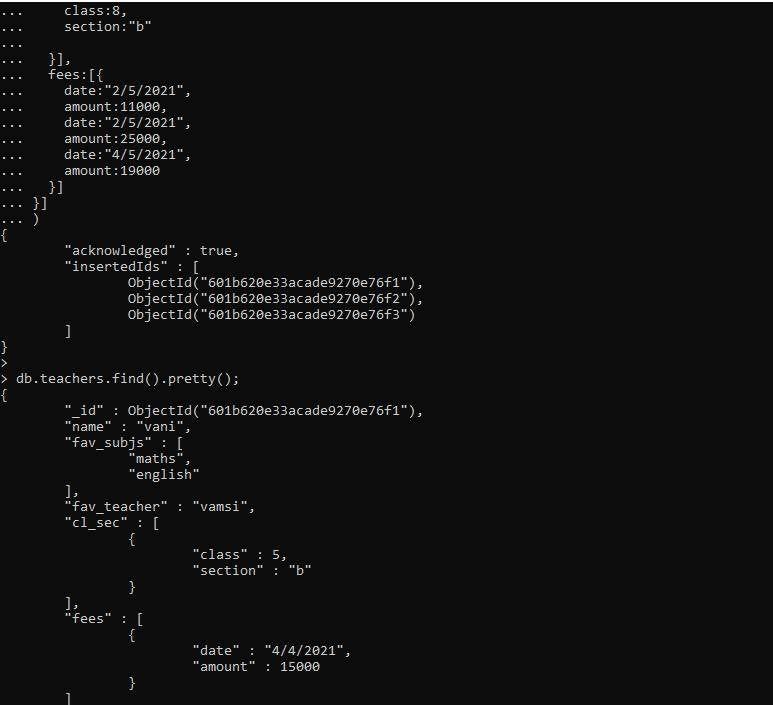 ...     class:8,
...     section:"b"
...
...   }],
...   fees:[{
...     date:"2/5/2021",
...     amount:11000,
...     date:"2/5/2021",
...     amount:25000,
...     date:"4/5/2021",
...     amount:19000
...   }]
... }]
... )
{
        "acknowledged" : true,
        "insertedIds" : [
                ObjectId("601b620e33acade9270e76f1"),
                ObjectId("601b620e33acade9270e76f2"),
                ObjectId("601b620e33acade9270e76f3")
        ]
}
>
> db.teachers.find().pretty();
{
        "_id" : ObjectId("601b620e33acade9270e76f1"),
        "name" : "vani",
        "fav_subjs" : [
                "maths",
                "english"
        ],
        "fav_teacher" : "vamsi",
        "cl_sec" : [
                {
                        "class" : 5,
                        "section" : "b"
                }
        ],
        "fees" : [
                {
                        "date" : "4/4/2021",
                        "amount" : 15000
                }
        ]